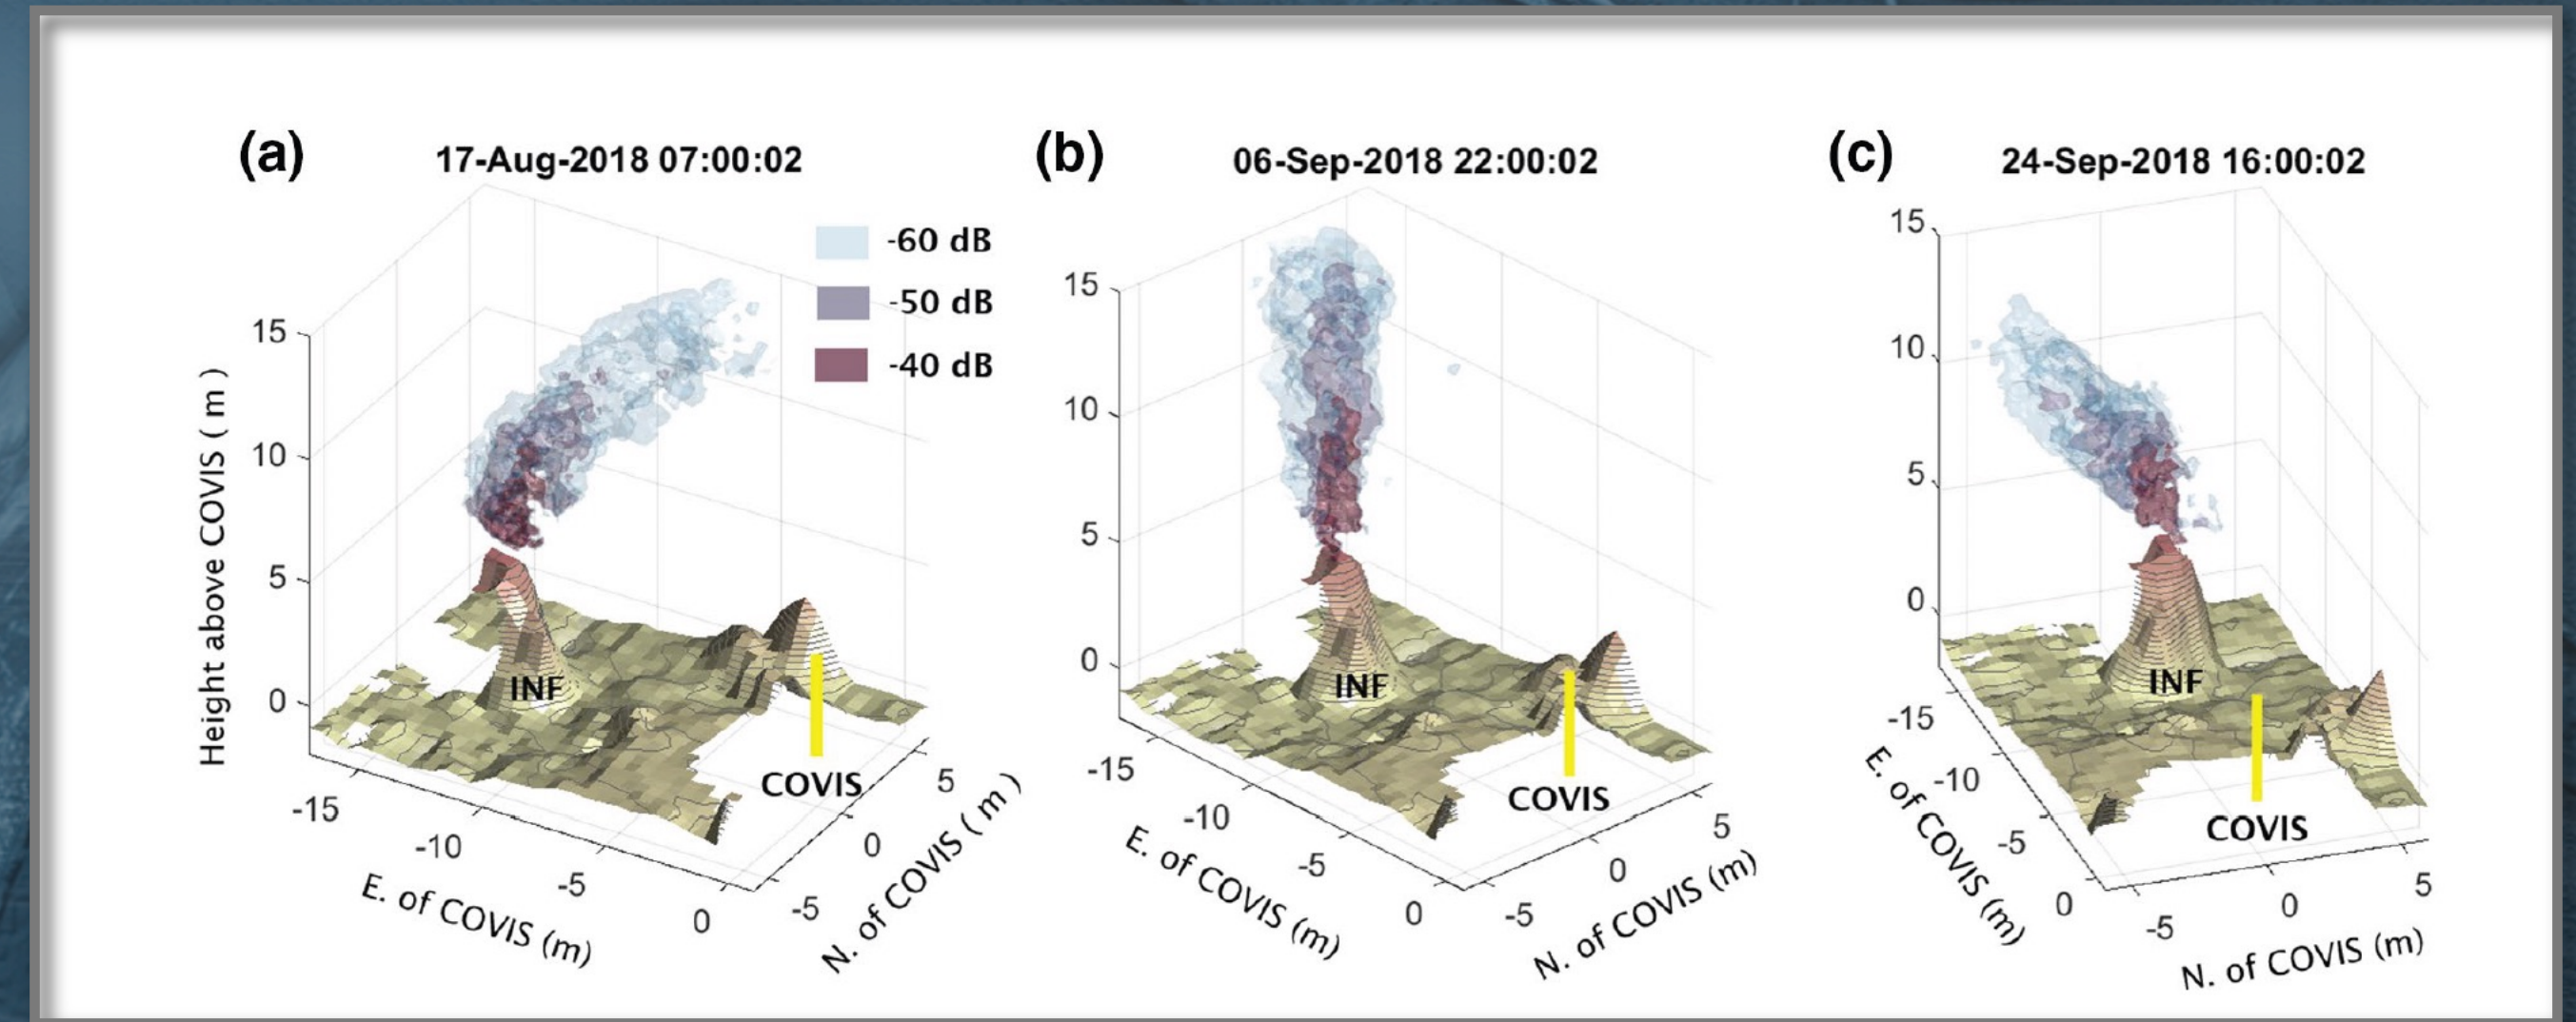 (a)
17-Aug-2018 07:00:02
-60 dB
-50 dB
-40 dB
Height above COVIS ( m )
15
10
5
0
INF
COVIS
-15
-10
-5
0
E. of COVIS (m)
-5
0
5
N. of COVIS ( m )
(b)
06-Sep-2018 22:00:02
15
10
5
0
INF
COVIS
-15
-10
-5
0
E. of COVIS (m)
-5
0
5
N. of COVIS (m)
(c)
24-Sep-2018 16:00:02
15
10
5
0
INF
COVIS
-15
-10
-5
0
E. of COVIS (m)
-5
0
5
N. of COVIS (m)